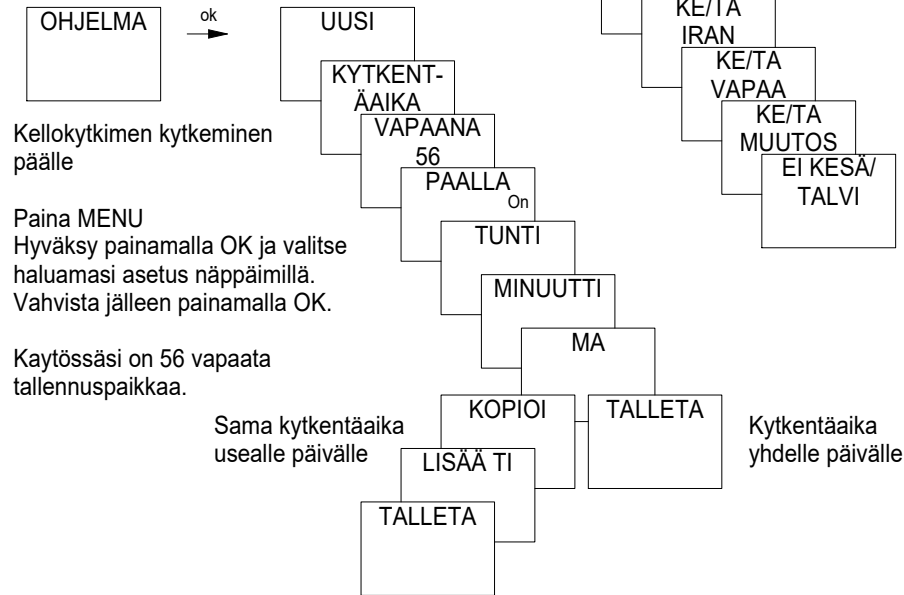 OHJELMA
ok
UUSI
KYTKENT-
ÄAIKA
VAPAANA
56
PAALLA
On
TUNTI
MINUUTTI
MA
KOPIOI
TALLETA
LISÄÄ TI
TALLETA
Kellokytkimen kytkeminen
päälle
Paina MENU
Hyväksy painamalla OK ja valitse
haluamasi asetus näppäimillä.
Vahvista jälleen painamalla OK.
Kaytössäsi on 56 vapaata
tallennuspaikkaa.
Sama kytkentäaika
usealle päivälle
Kytkentäaika
yhdelle päivälle
KE/TA
IRAN
KE/TA
VAPAA
KE/TA
MUUTOS
EI KESÄ/
TALVI